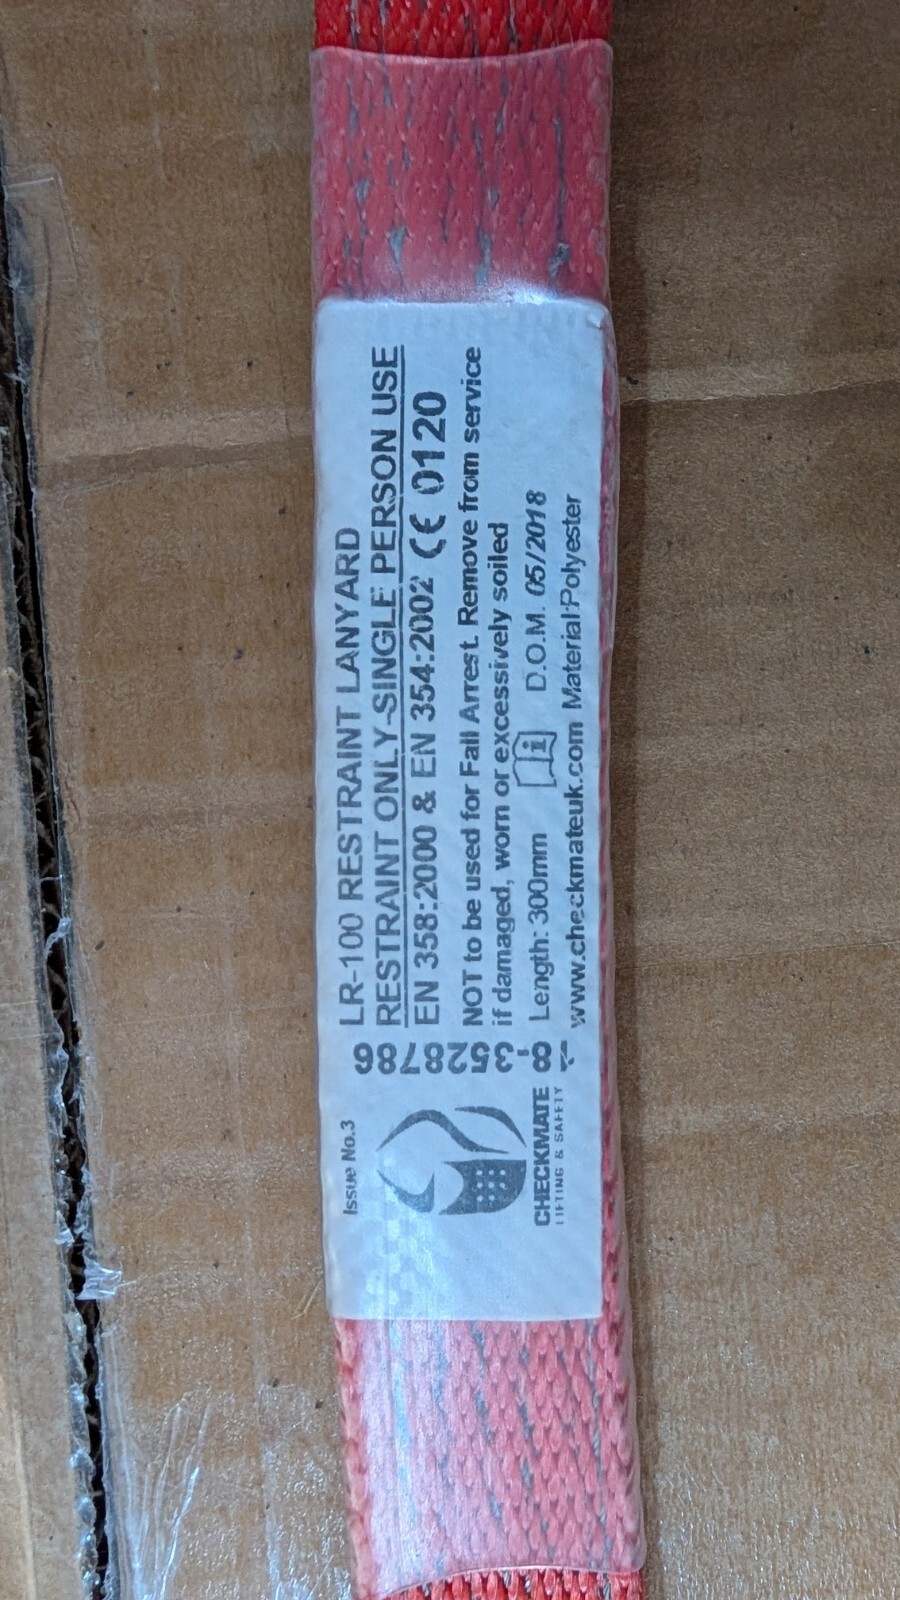 Issue No.3
CHECKMATE
LIFTING & SAFETY
18-3528786
LR-100 RESTRAINT LANYARD
RESTRAINT ONLY-SINGLE PERSON USE
EN 358:2000 & EN 354:2002 CE 0120
NOT to be used for Fall Arrest. Remove from service
if damaged, worn or excessively soiled
Length: 300mm i D.O.M. 05/2018
www.checkmateuk.com Material:Polyester